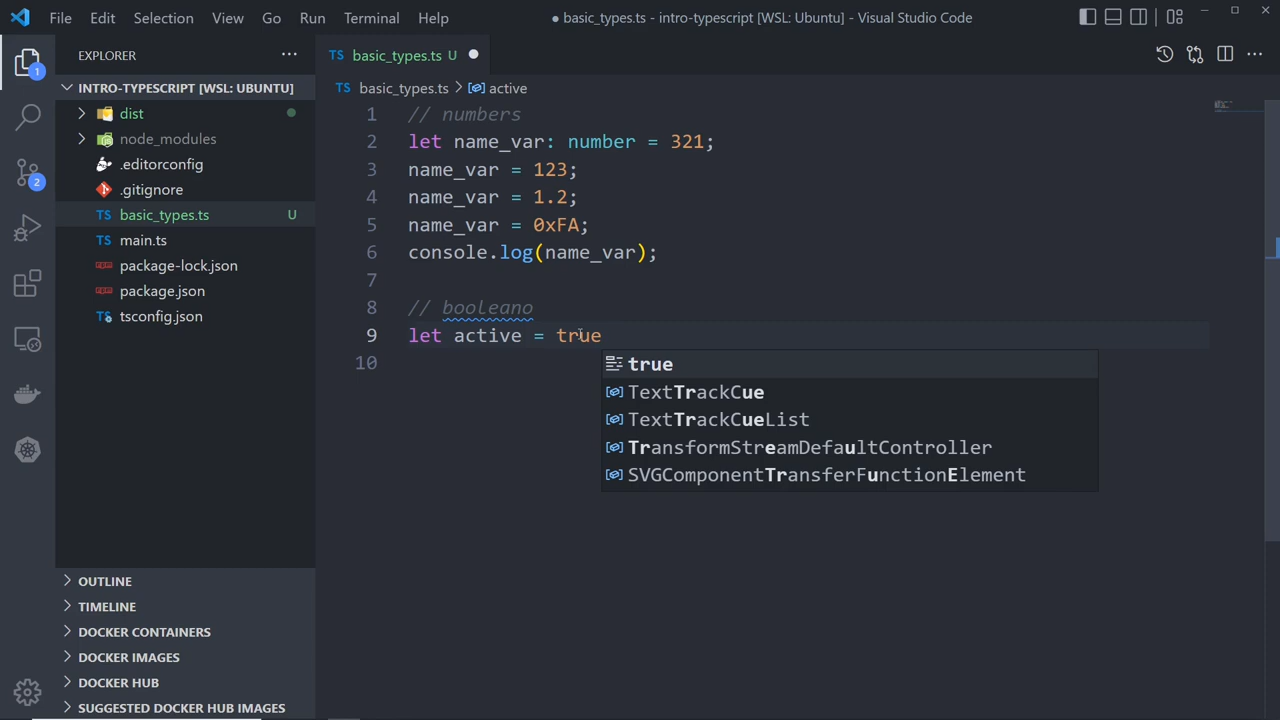 File Edit Selection View Go Run Terminal Help ● basic_types.ts - intro-typescript [WSL: Ubuntu] - Visual Studio Code
EXPLORER ···
TS basic_types.ts U ●
INTRO-TYPESCRIPT [WSL: UBUNTU]
TS basic_types.ts > active
dist
node_modules
.editorconfig
.gitignore
TS basic_types.ts U
TS main.ts
package-lock.json
package.json
TS tsconfig.json
1
2
1 // numbers
2 let name_var: number = 321;
3 name_var = 123;
4 name_var = 1.2;
5 name_var = 0xFA;
6 console.log(name_var);
7
8 // booleano
9 let active = true
10
true
TextTrackCue
TextTrackCueList
TransformStreamDefaultController
SVGComponentTransferFunctionElement
OUTLINE
TIMELINE
DOCKER CONTAINERS
DOCKER IMAGES
DOCKER HUB
SUGGESTED DOCKER HUB IMAGES